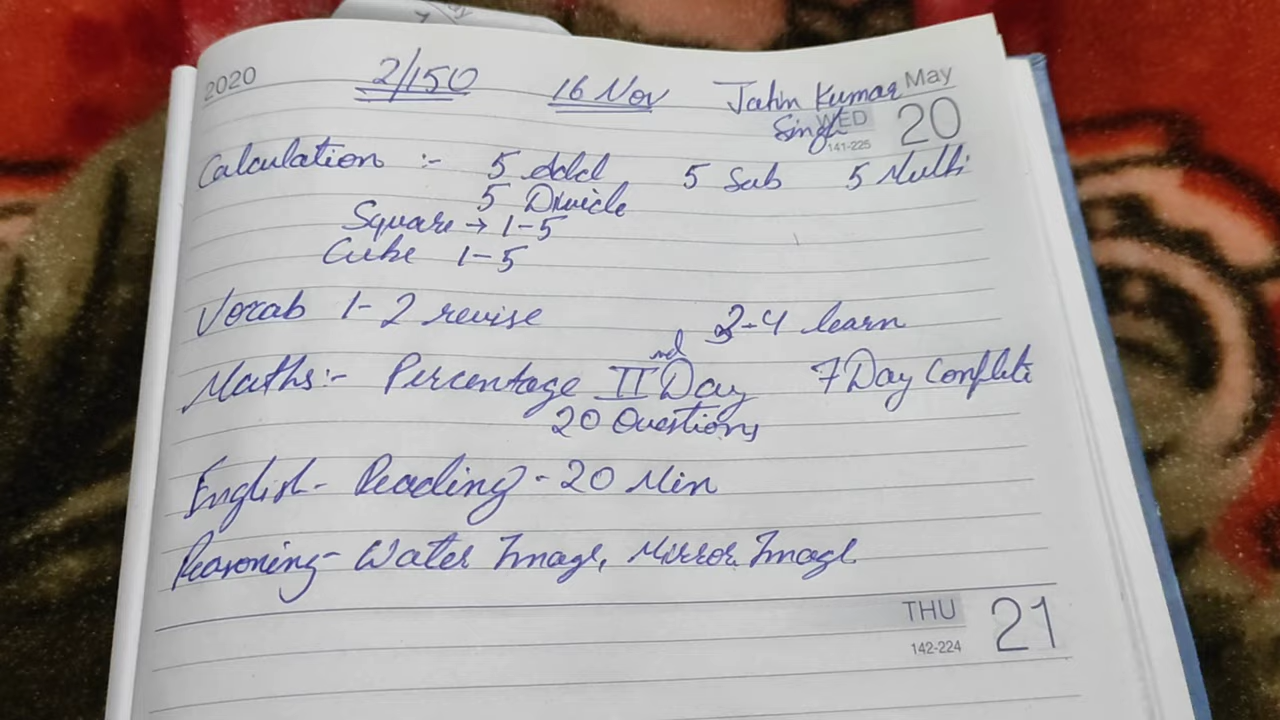 2020 2/150 16 Nov Jatin Kumar May
Singh WED 20
141-225
Calculation :- 5 Add 5 Sub 5 Multi
5 Divide
Square → 1-5
Cube 1-5
Vocab 1-2 revise 3-4 learn
Maths:- Percentage IInd Day 7 Day Complete
20 Questions
English - Reading - 20 Min
Reasoning - Water Image, Mirror Image
THU 21
142-224